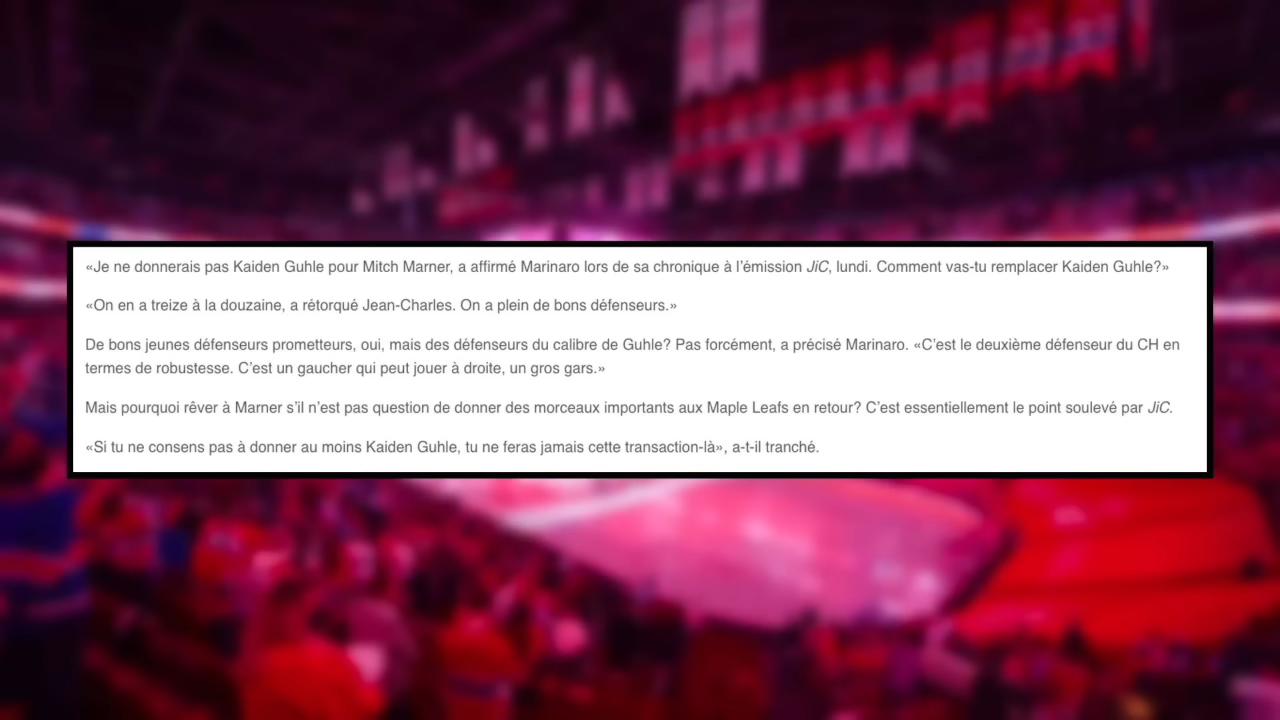 «Je ne donnerais pas Kaiden Guhle pour Mitch Marner, a affirmé Marinaro lors de sa chronique à l’émission JiC, lundi. Comment vas-tu remplacer Kaiden Guhle?»
«On en a treize à la douzaine, a rétorqué Jean-Charles. On a plein de bons défenseurs.»
De bons jeunes défenseurs prometteurs, oui, mais des défenseurs du calibre de Guhle? Pas forcément, a précisé Marinaro. «C’est le deuxième défenseur du CH en
termes de robustesse. C’est un gaucher qui peut jouer à droite, un gros gars.»
Mais pourquoi rêver à Marner s’il n’est pas question de donner des morceaux importants aux Maple Leafs en retour? C’est essentiellement le point soulevé par JiC.
«Si tu ne consens pas à donner au moins Kaiden Guhle, tu ne feras jamais cette transaction-là», a-t-il tranché.